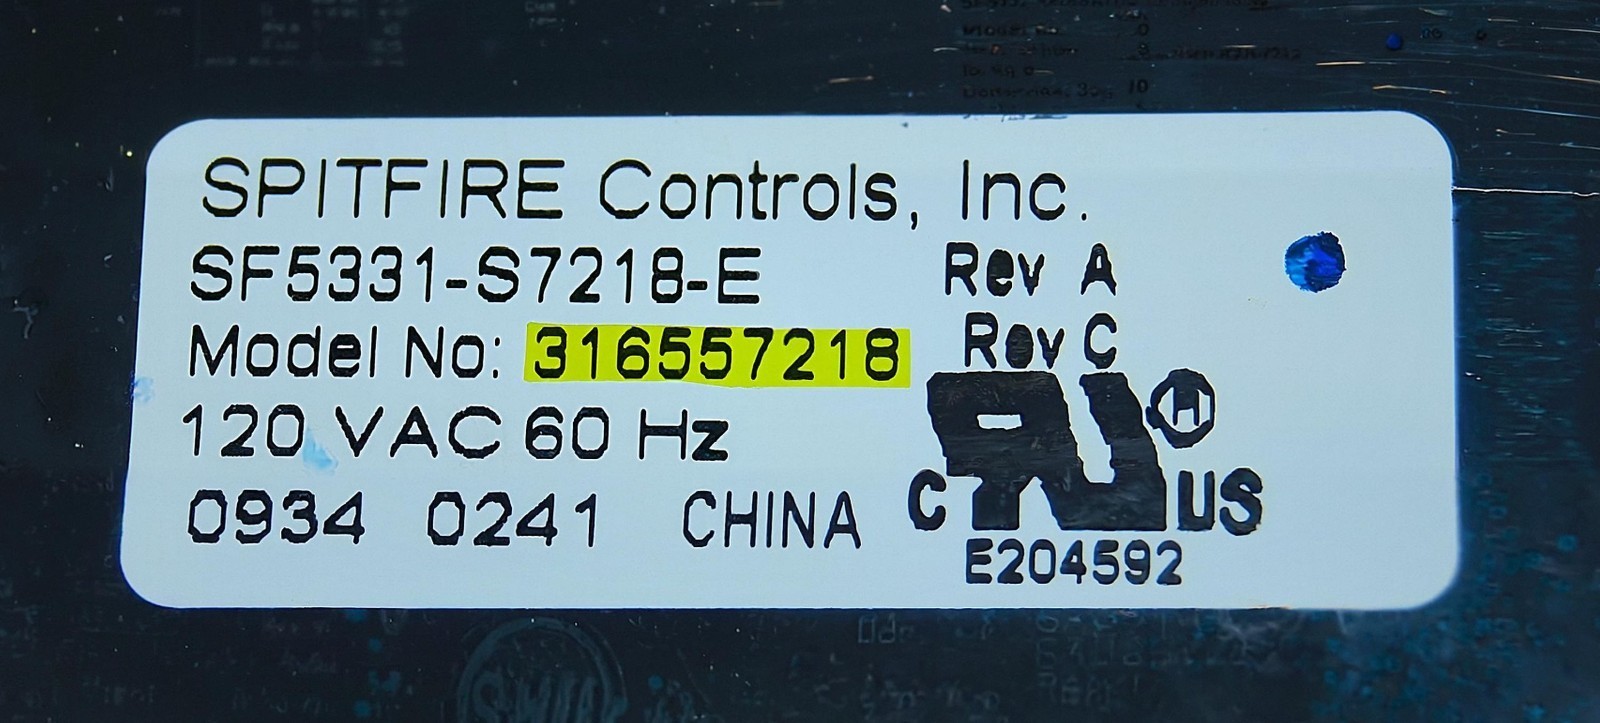 SPITFIRE Controls, Inc.
SF5331-S7218-E Rev A
Model No: 316557218 Rev C
120 VAC 60 Hz
0934 0241 CHINA C RU US
H
E204592